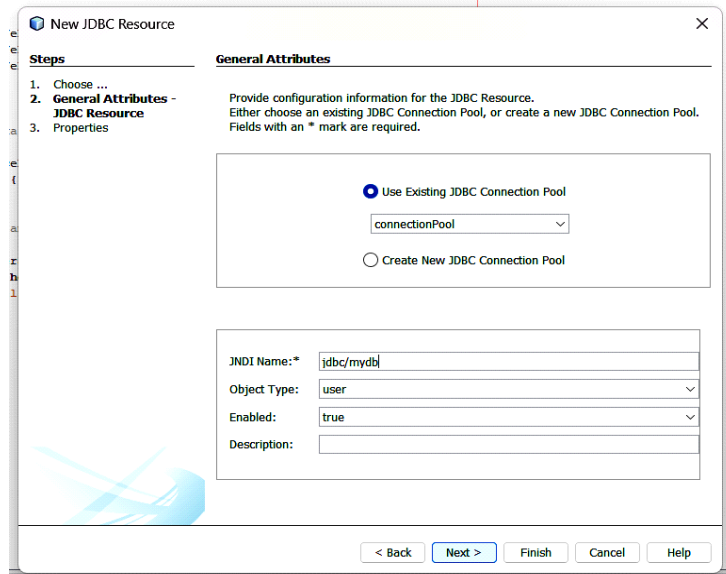 New JDBC Resource
Steps
1. Choose ...
2. General Attributes -
JDBC Resource
3. Properties
General Attributes
Provide configuration information for the JDBC Resource.
Either choose an existing JDBC Connection Pool, or create a new JDBC Connection Pool.
Fields with an * mark are required.
Use Existing JDBC Connection Pool
connectionPool
Create New JDBC Connection Pool
JNDI Name:* jdbc/mydb
Object Type: user
Enabled: true
Description:
< Back Next > Finish Cancel Help